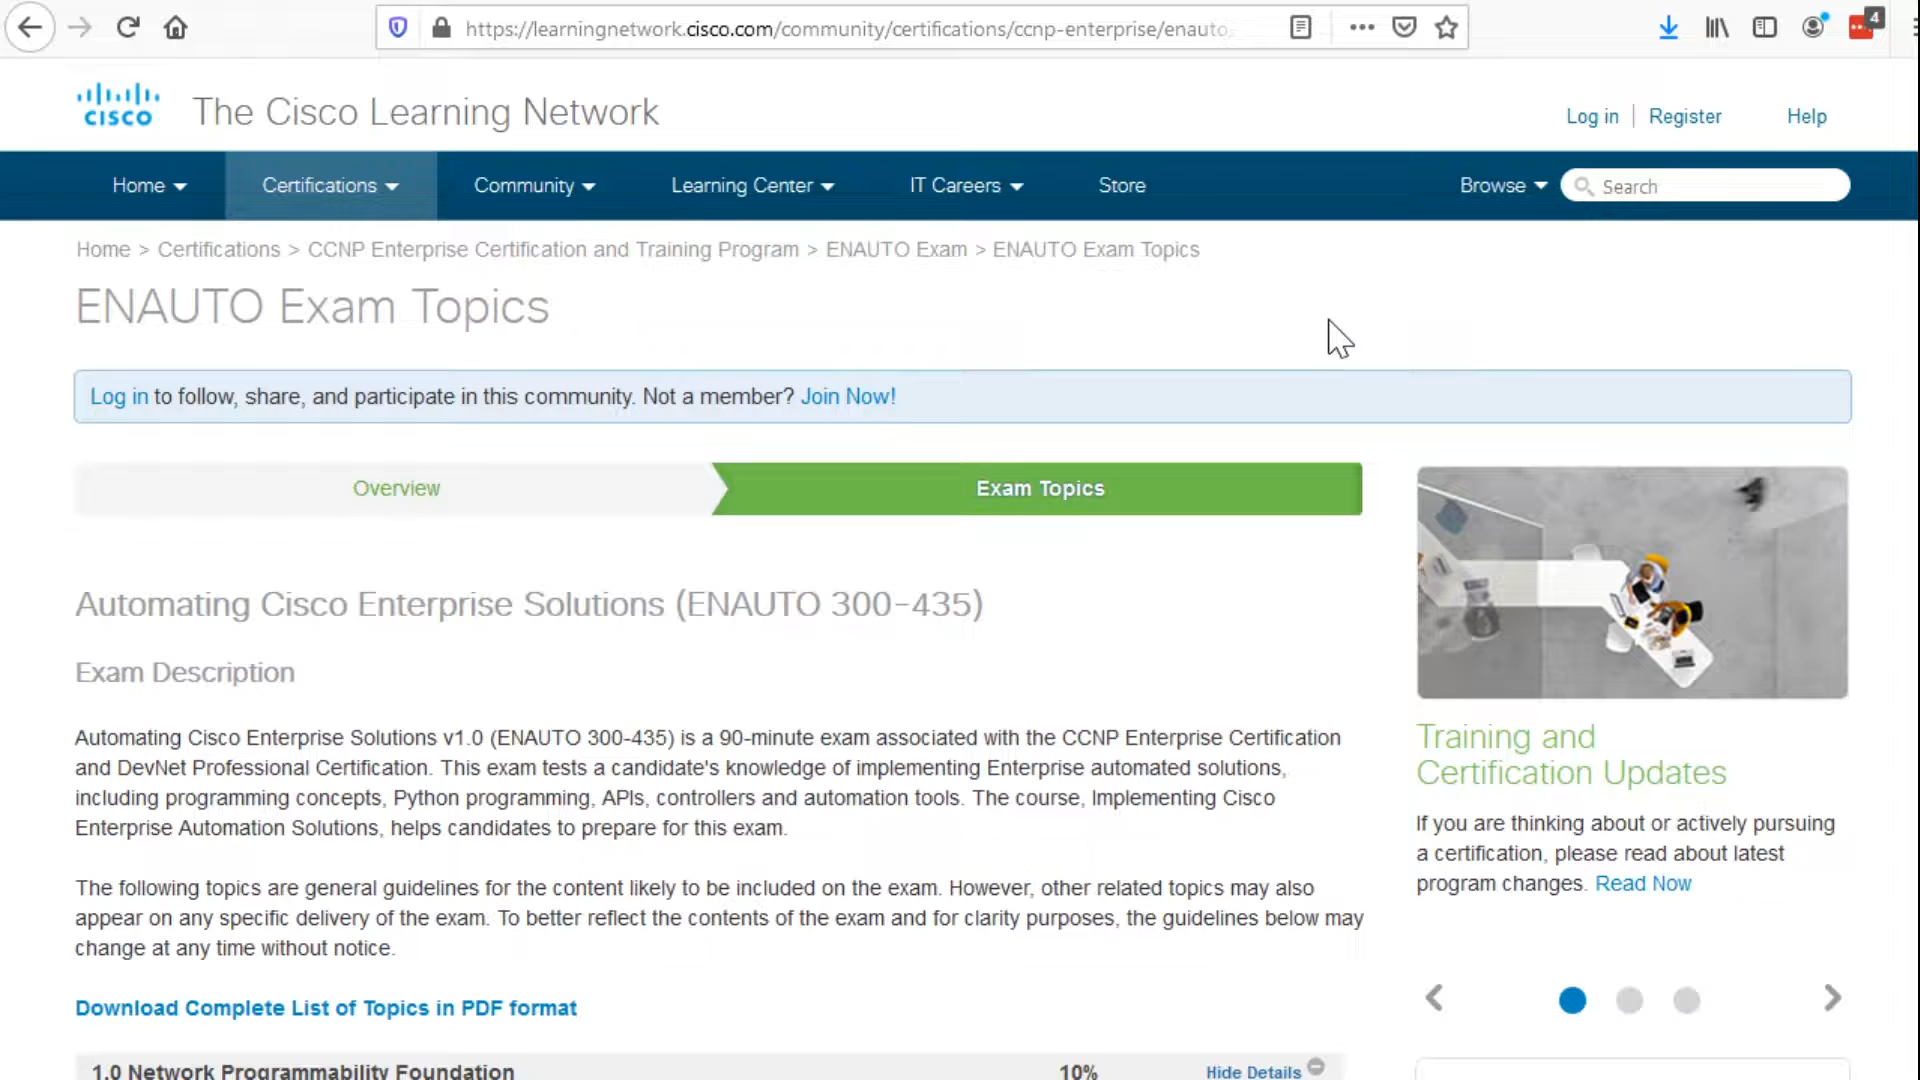 https://learningnetwork.cisco.com/community/certifications/ccnp-enterprise/enauto
4
CISCO
The Cisco Learning Network
Log in
Register
Help
Home
Certifications
Community
Learning Center
IT Careers
Store
Browse
Search
Home > Certifications > CCNP Enterprise Certification and Training Program > ENAUTO Exam > ENAUTO Exam Topics
ENAUTO Exam Topics
Log in to follow, share, and participate in this community. Not a member? Join Now!
Overview
Exam Topics
Automating Cisco Enterprise Solutions (ENAUTO 300-435)
Exam Description
Automating Cisco Enterprise Solutions v1.0 (ENAUTO 300-435) is a 90-minute exam associated with the CCNP Enterprise Certification
and DevNet Professional Certification. This exam tests a candidate's knowledge of implementing Enterprise automated solutions,
including programming concepts, Python programming, APIs, controllers and automation tools. The course, Implementing Cisco
Enterprise Automation Solutions, helps candidates to prepare for this exam.
The following topics are general guidelines for the content likely to be included on the exam. However, other related topics may also
appear on any specific delivery of the exam. To better reflect the contents of the exam and for clarity purposes, the guidelines below may
change at any time without notice.
Download Complete List of Topics in PDF format
1.0 Network Programmability Foundation
10%
Hide Details
Training and
Certification Updates
If you are thinking about or actively pursuing
a certification, please read about latest
program changes. Read Now